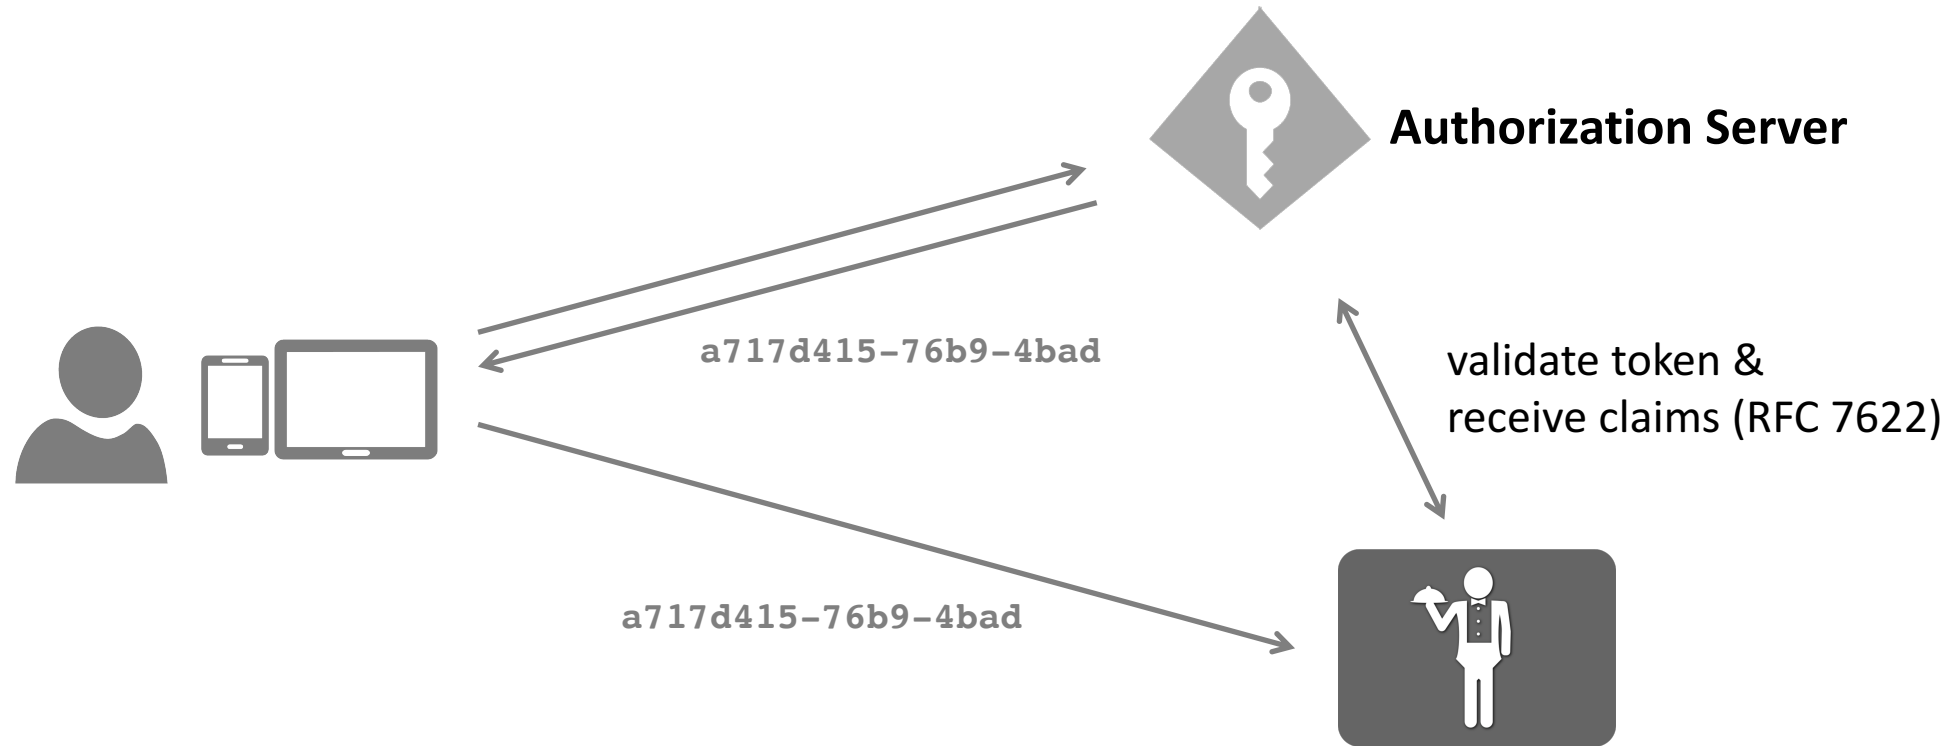 Authorization Server
a717d415-76b9-4bad
validate token &
receive claims (RFC 7622)
a717d415-76b9-4bad